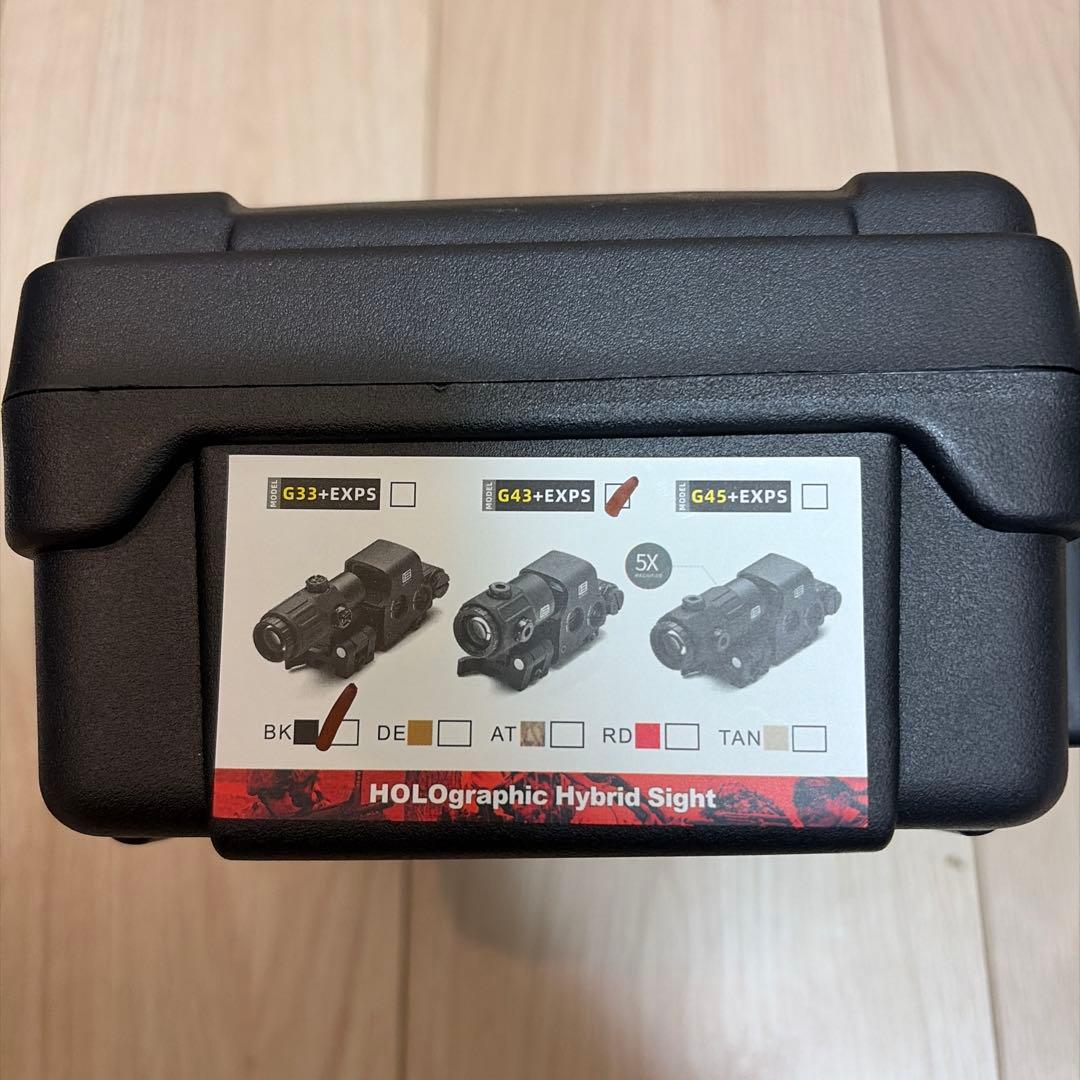 MODEL G33+EXPS
MODEL G43+EXPS
MODEL G45+EXPS
5X
BK DE AT RD TAN
HOLOgraphic Hybrid Sight